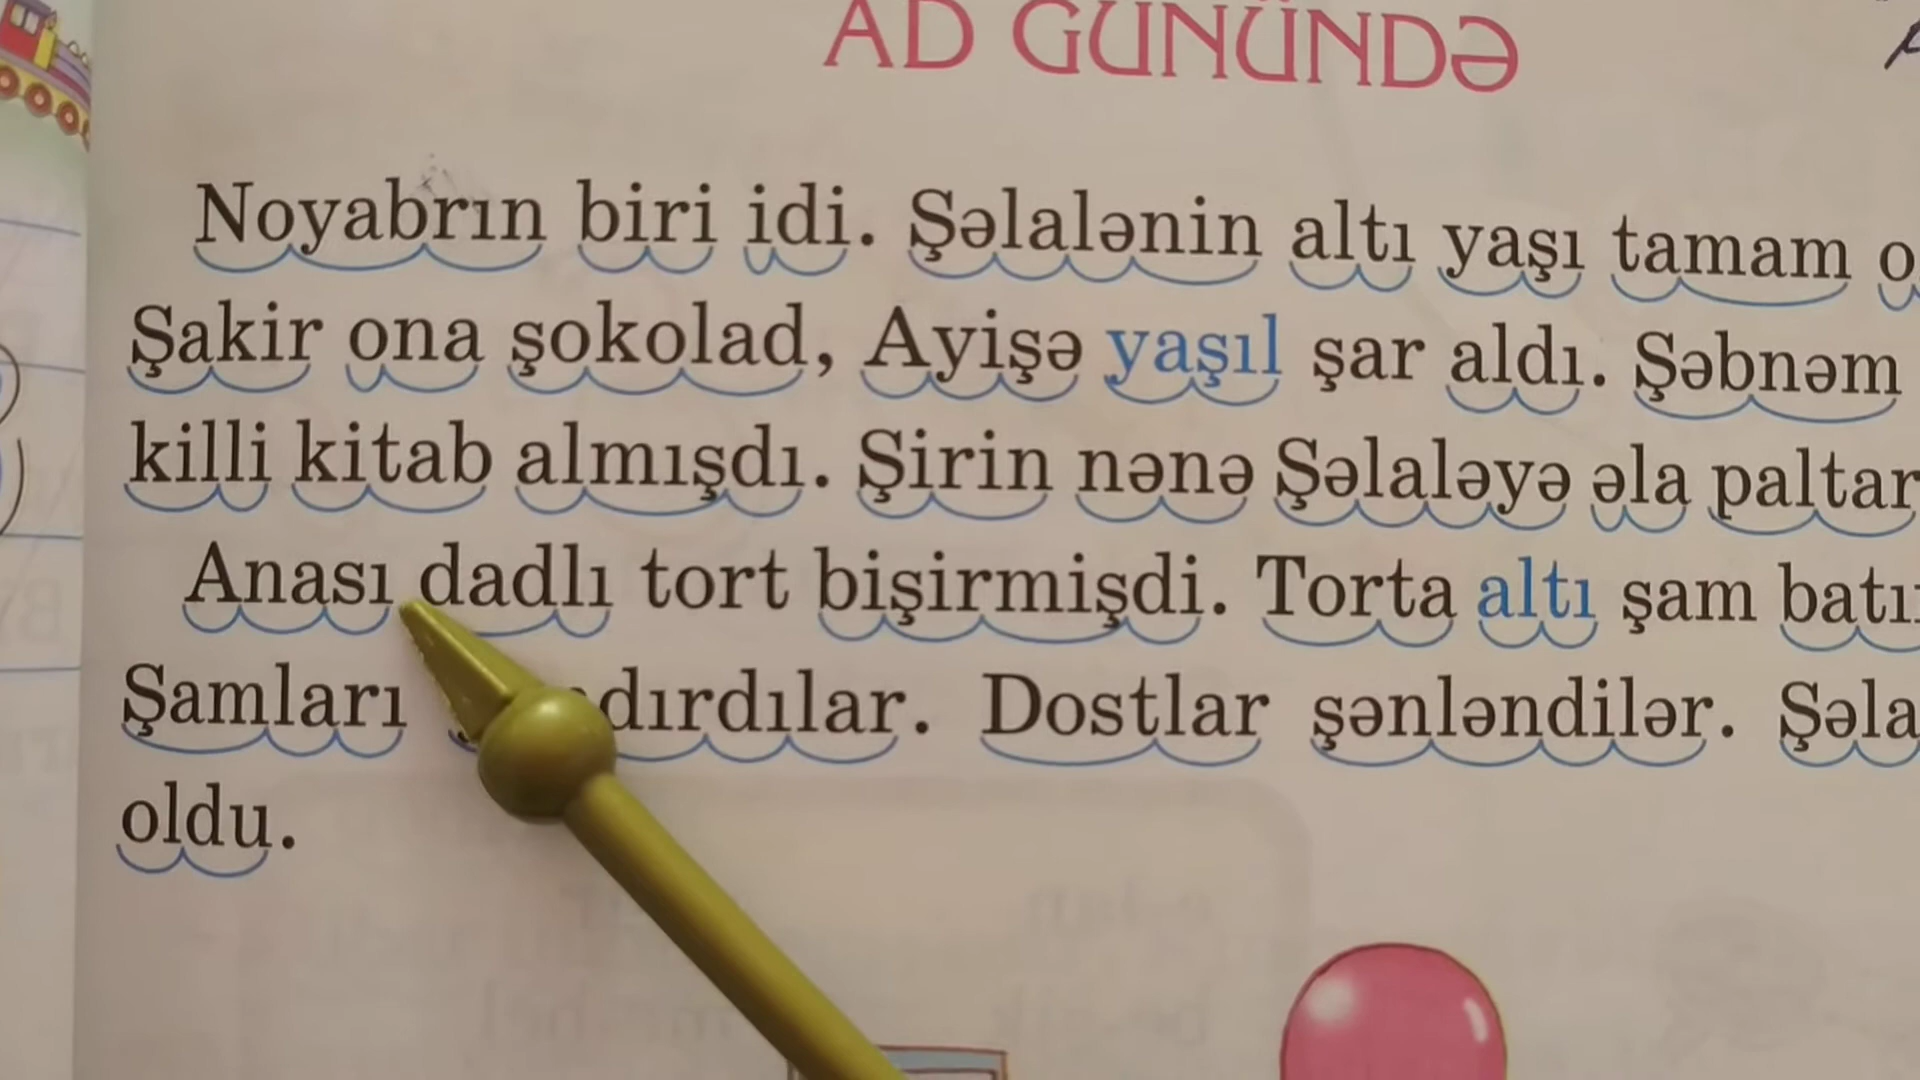 AD GÜNÜNDƏ
Noyabrın biri idi. Şəlalənin altı yaşı tamam
Şakir ona şokolad, Ayişə yaşıl şar aldı. Şəbnəm
killi kitab almışdı. Şirin nənə Şəlaləyə əla paltar
Anası dadlı tort bişirmişdi. Torta altı şam
Şamları Dostlar şənləndilər.
oldu.